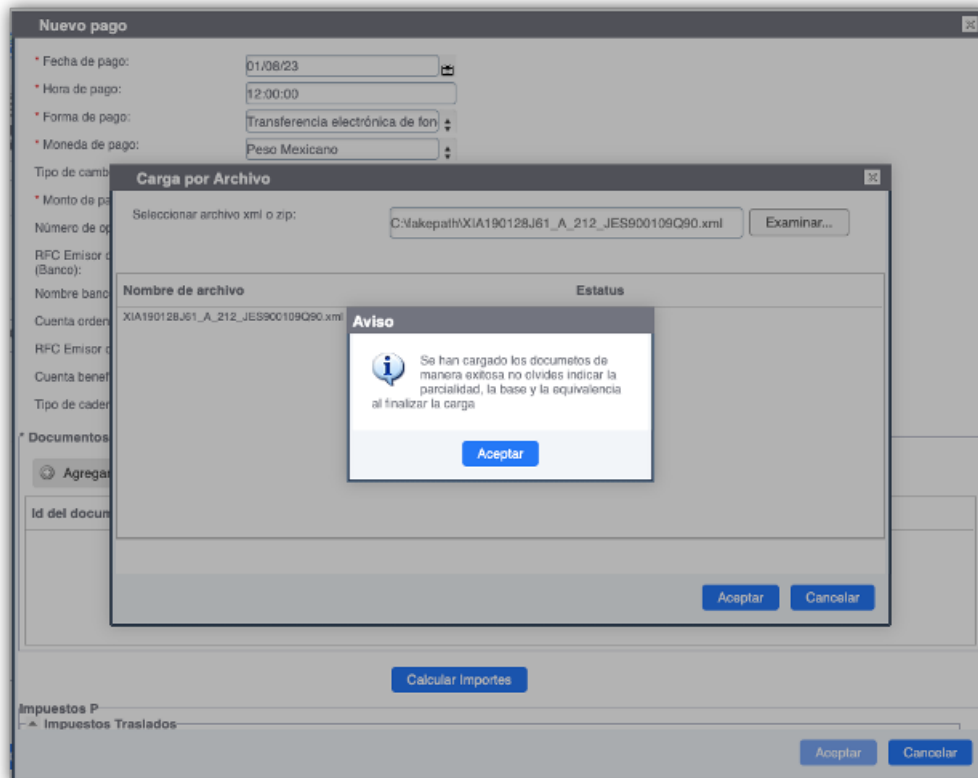 Nuevo pago
* Fecha de pago:
01/08/23
* Hora de pago:
12:00:00
* Forma de pago:
Transferencia electrónica de fon
* Moneda de pago:
Peso Mexicano
Tipo de camb
* Monto de pa
Número de op
RFC Emisor
(Banco):
Nombre banc
Cuenta orden
RFC Emisor
Cuenta benef
Tipo de cader
Carga por Archivo
Seleccionar archivo xml o zip:
C:\fakepath\XIA190128J61_A_212_JES900109Q90.xml
Examinar...
Nombre de archivo
Estatus
XIA190128J61_A_212_JES900109Q90.xml
Aviso
Se han cargado los documetos de
manera exitosa no olvides indicar la
parcialidad, la base y la equivalencia
al finalizar la carga
Aceptar
Aceptar
Cancelar
* Documentos
Agregar
Id del docum
Calcular Importes
Impuestos P
Impuestos Traslados
Aceptar
Cancelar